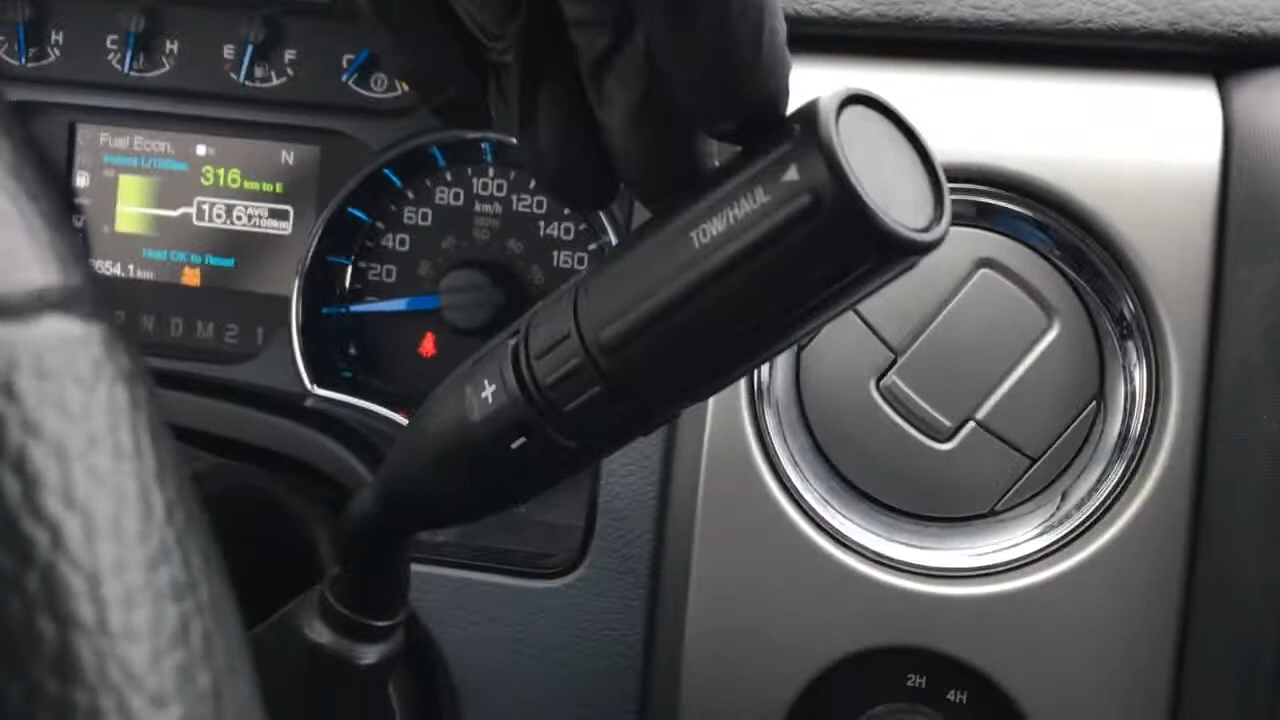 H
C H
E F
C
Fuel Econ.
N
316 km to E
16.6 AVG L/100km
Hold OK to Reset
654.1 km
N D M 2 1
20
40
60
80
100
120
140
160
km/h
TOW/HAUL
+
-
2H
4H